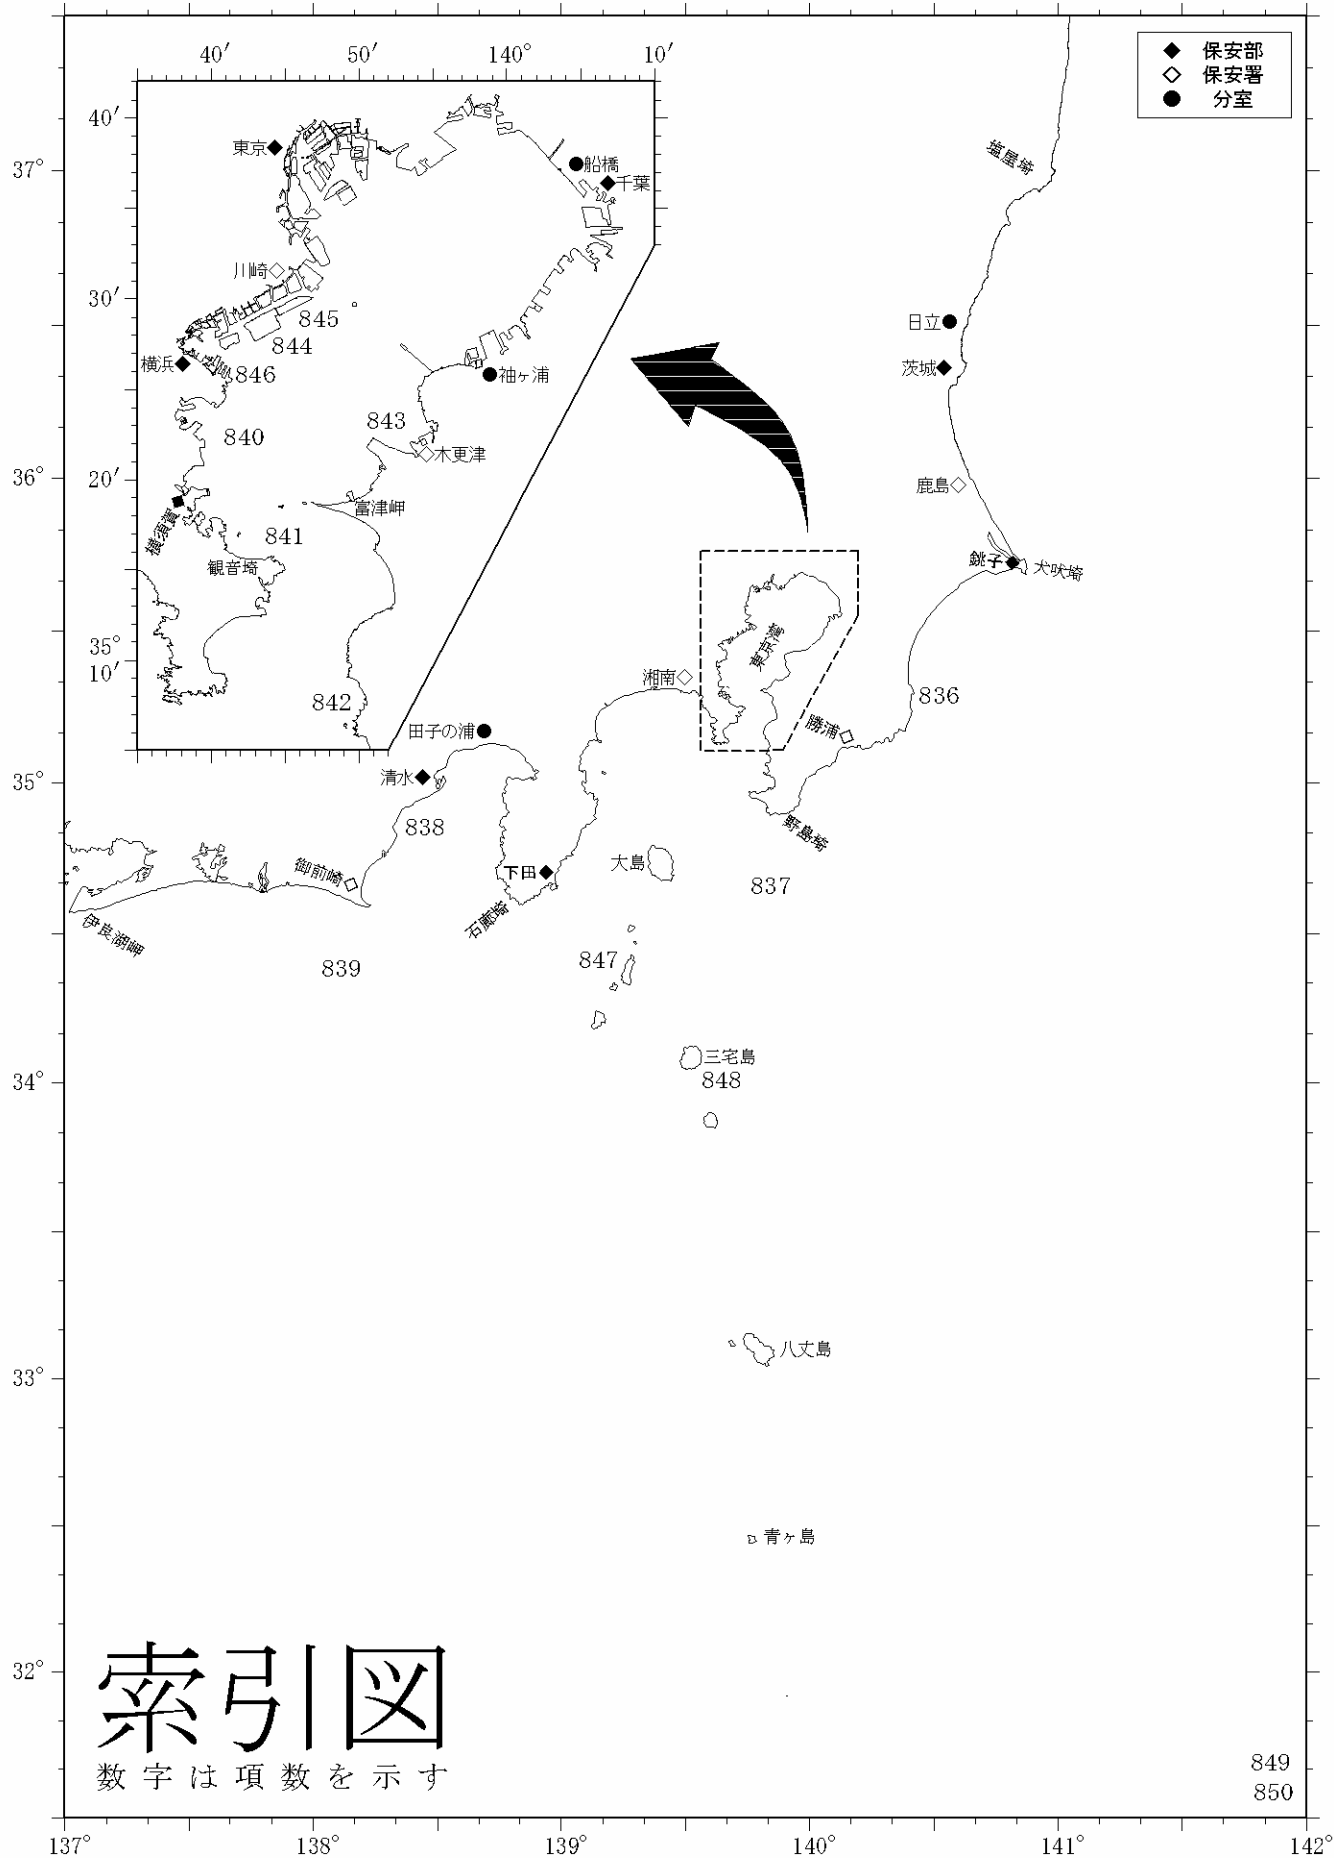 保安部
保安署
分室
40′ 50′ 140° 10′
40′
30′
20′
35°
10′
東京
船橋
千葉
川崎
845
844
横浜
846
袖ヶ浦
843
840
木更津
横須賀
富津岬
841
観音埼
842
37°
36°
35°
34°
33°
32°
塩屋埼
日立
茨城
鹿島
銚子
犬吠埼
東京湾
湘南
836
勝浦
田子の浦
清水
野島埼
838
大島
下田
837
御前崎
石廊埼
伊良湖岬
839
847
三宅島
848
八丈島
青ヶ島
索引図
数字は項数を示す
849
850
137° 138° 139° 140° 141° 142°